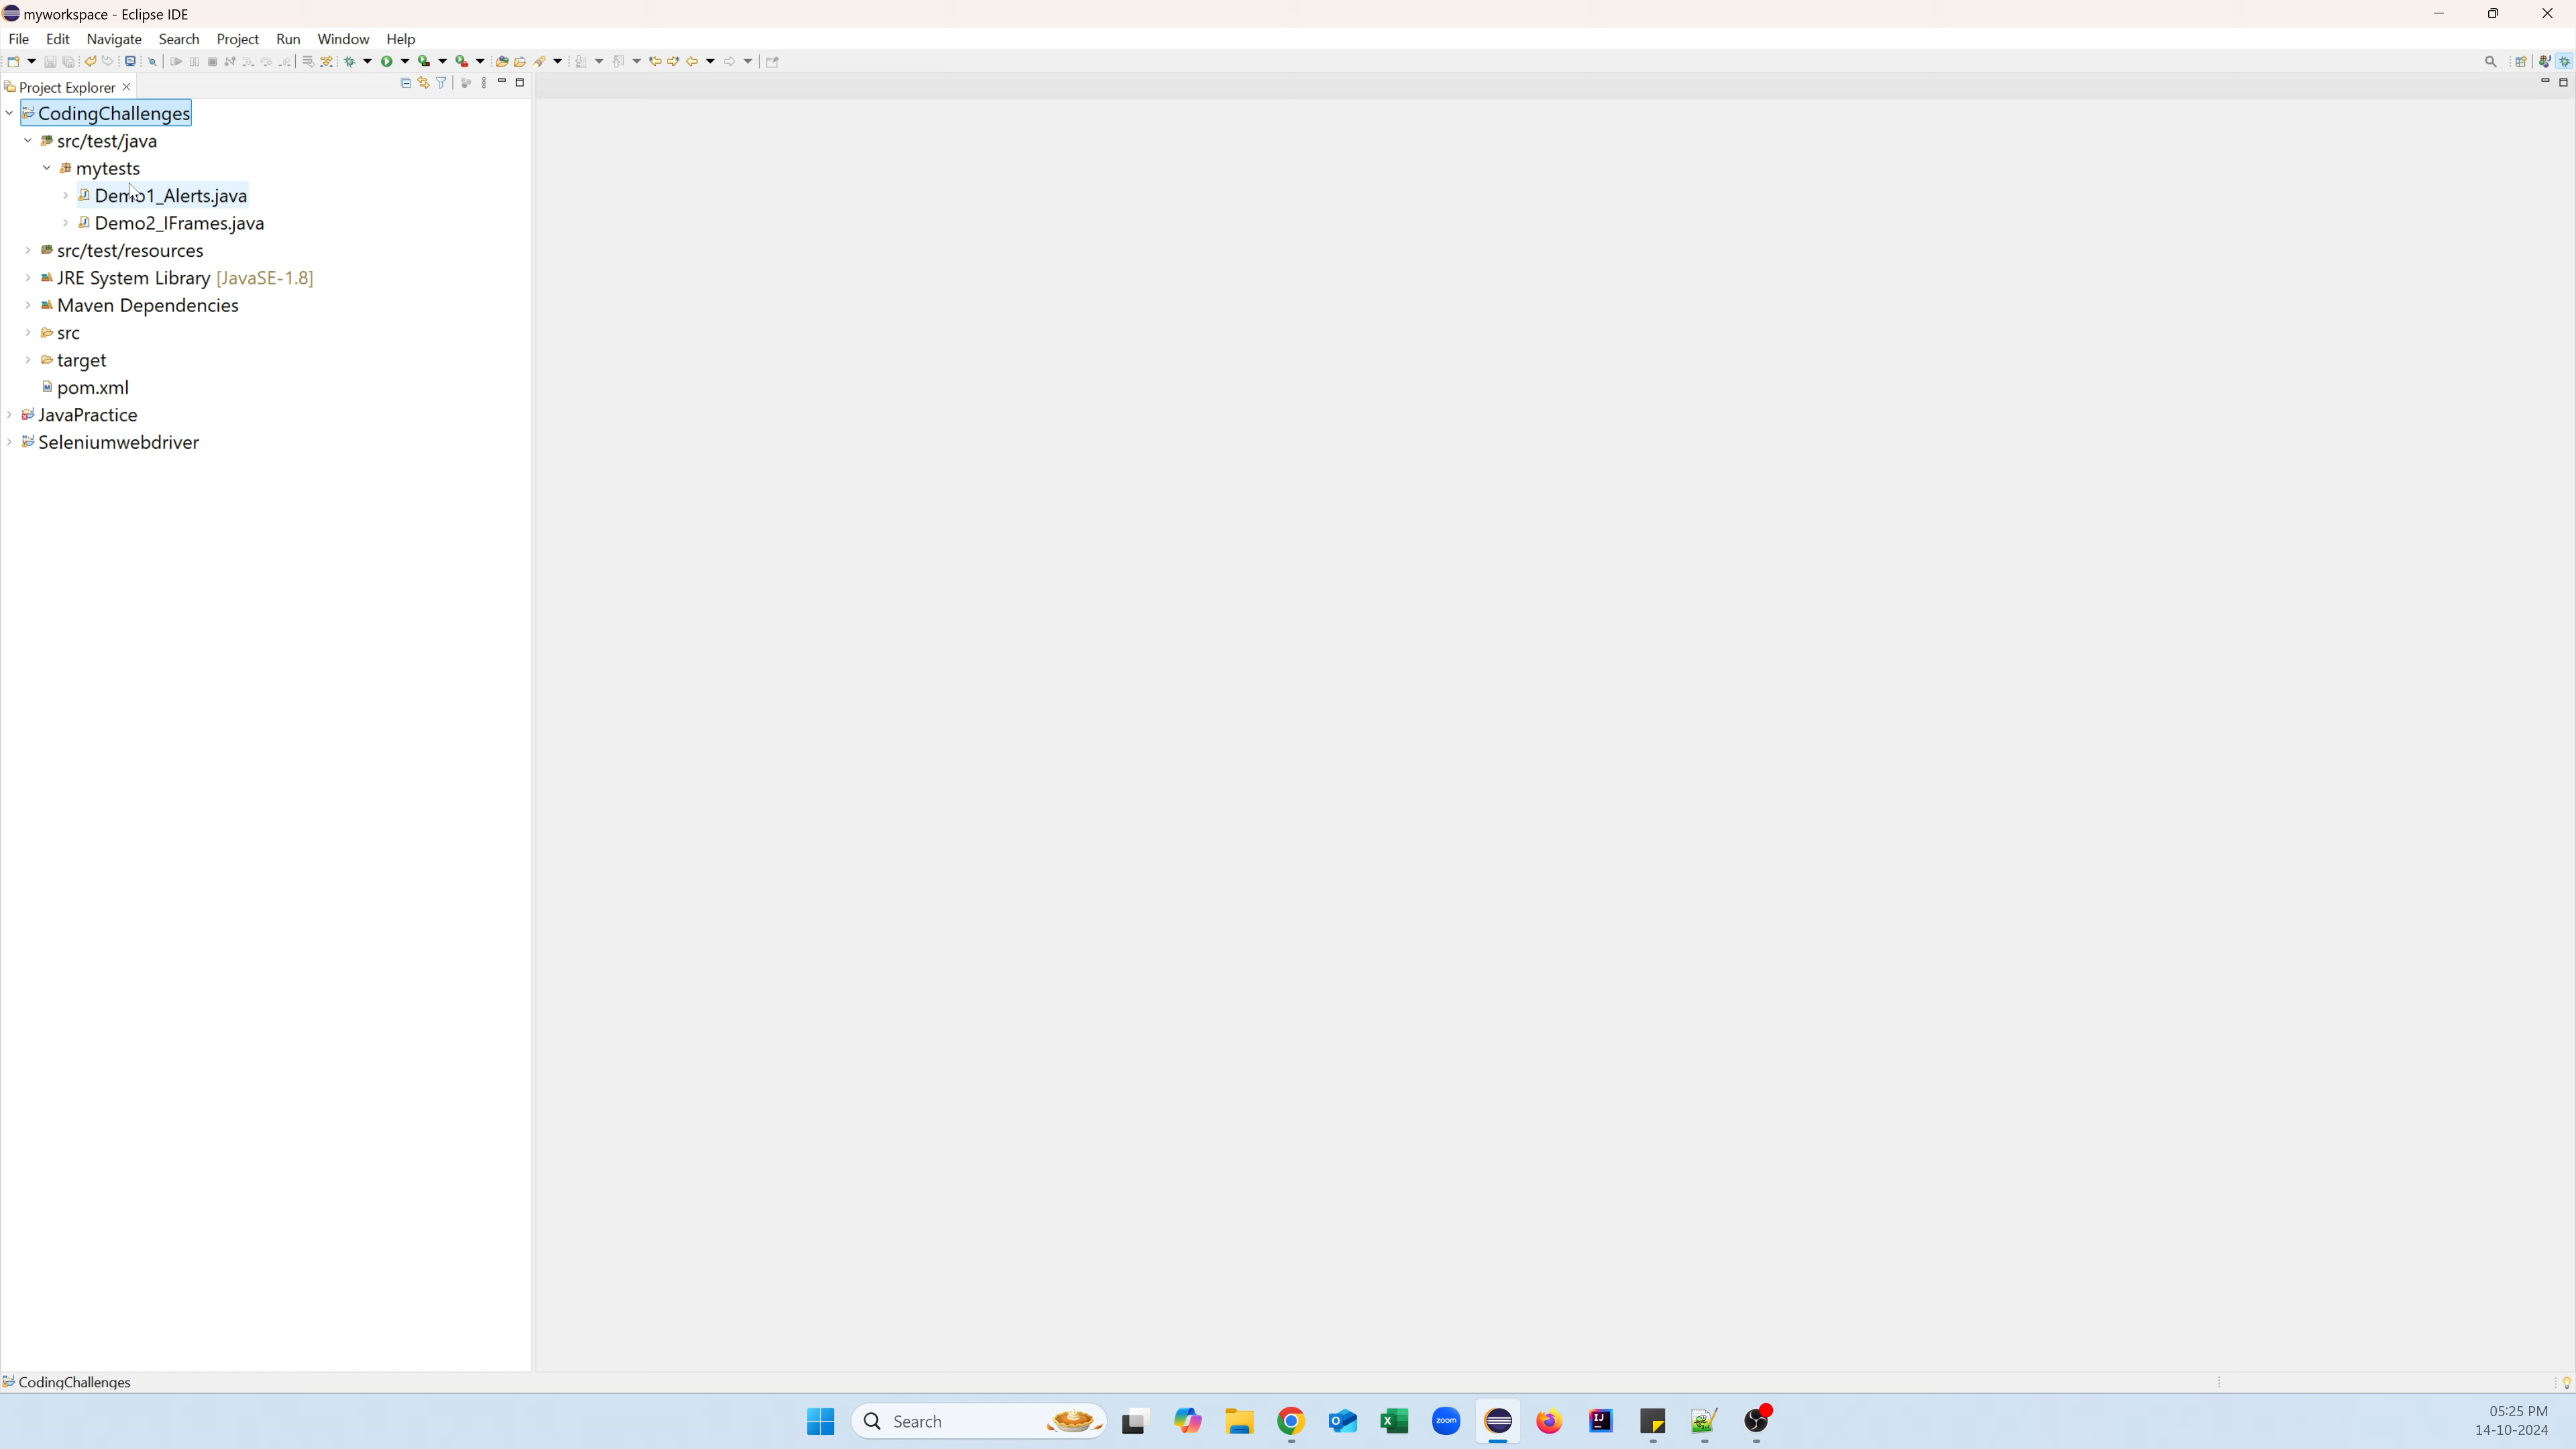 myworkspace - Eclipse IDE
File Edit Navigate Search Project Run Window Help
Project Explorer
CodingChallenges
src/test/java
mytests
Demo1_Alerts.java
Demo2_IFrames.java
src/test/resources
JRE System Library [JavaSE-1.8]
Maven Dependencies
src
target
pom.xml
JavaPractice
Seleniumwebdriver
CodingChallenges
Search
zoom
05:25 PM
14-10-2024